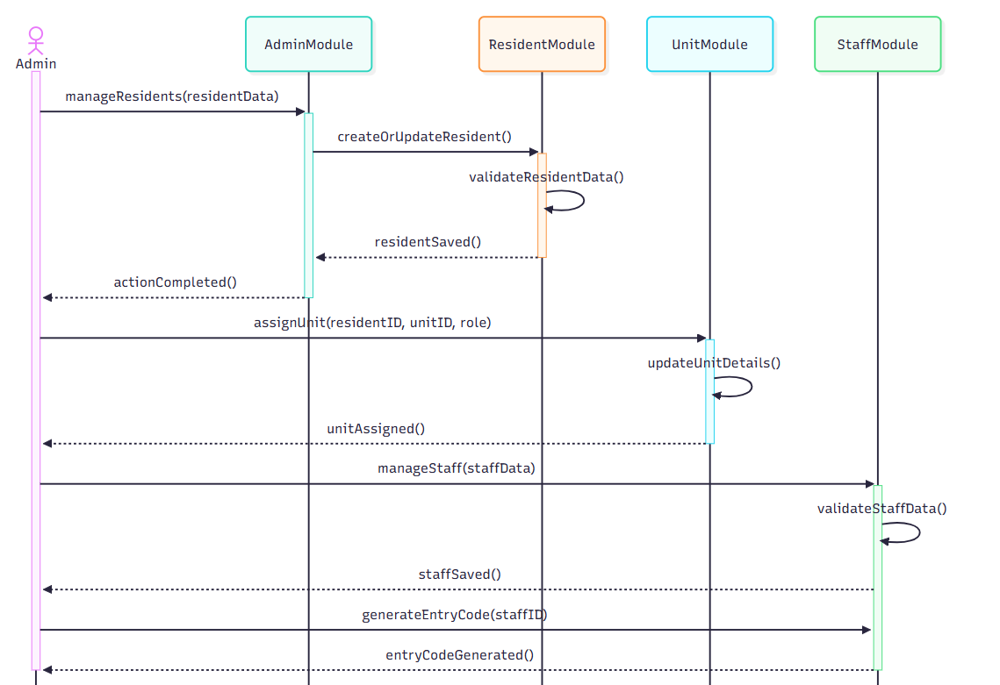 Admin
AdminModule
ResidentModule
UnitModule
StaffModule
manageResidents(residentData)
createOrUpdateResident()
validateResidentData()
residentSaved()
actionCompleted()
assignUnit(residentID, unitID, role)
updateUnitDetails()
unitAssigned()
manageStaff(staffData)
validateStaffData()
staffSaved()
generateEntryCode(staffID)
entryCodeGenerated()